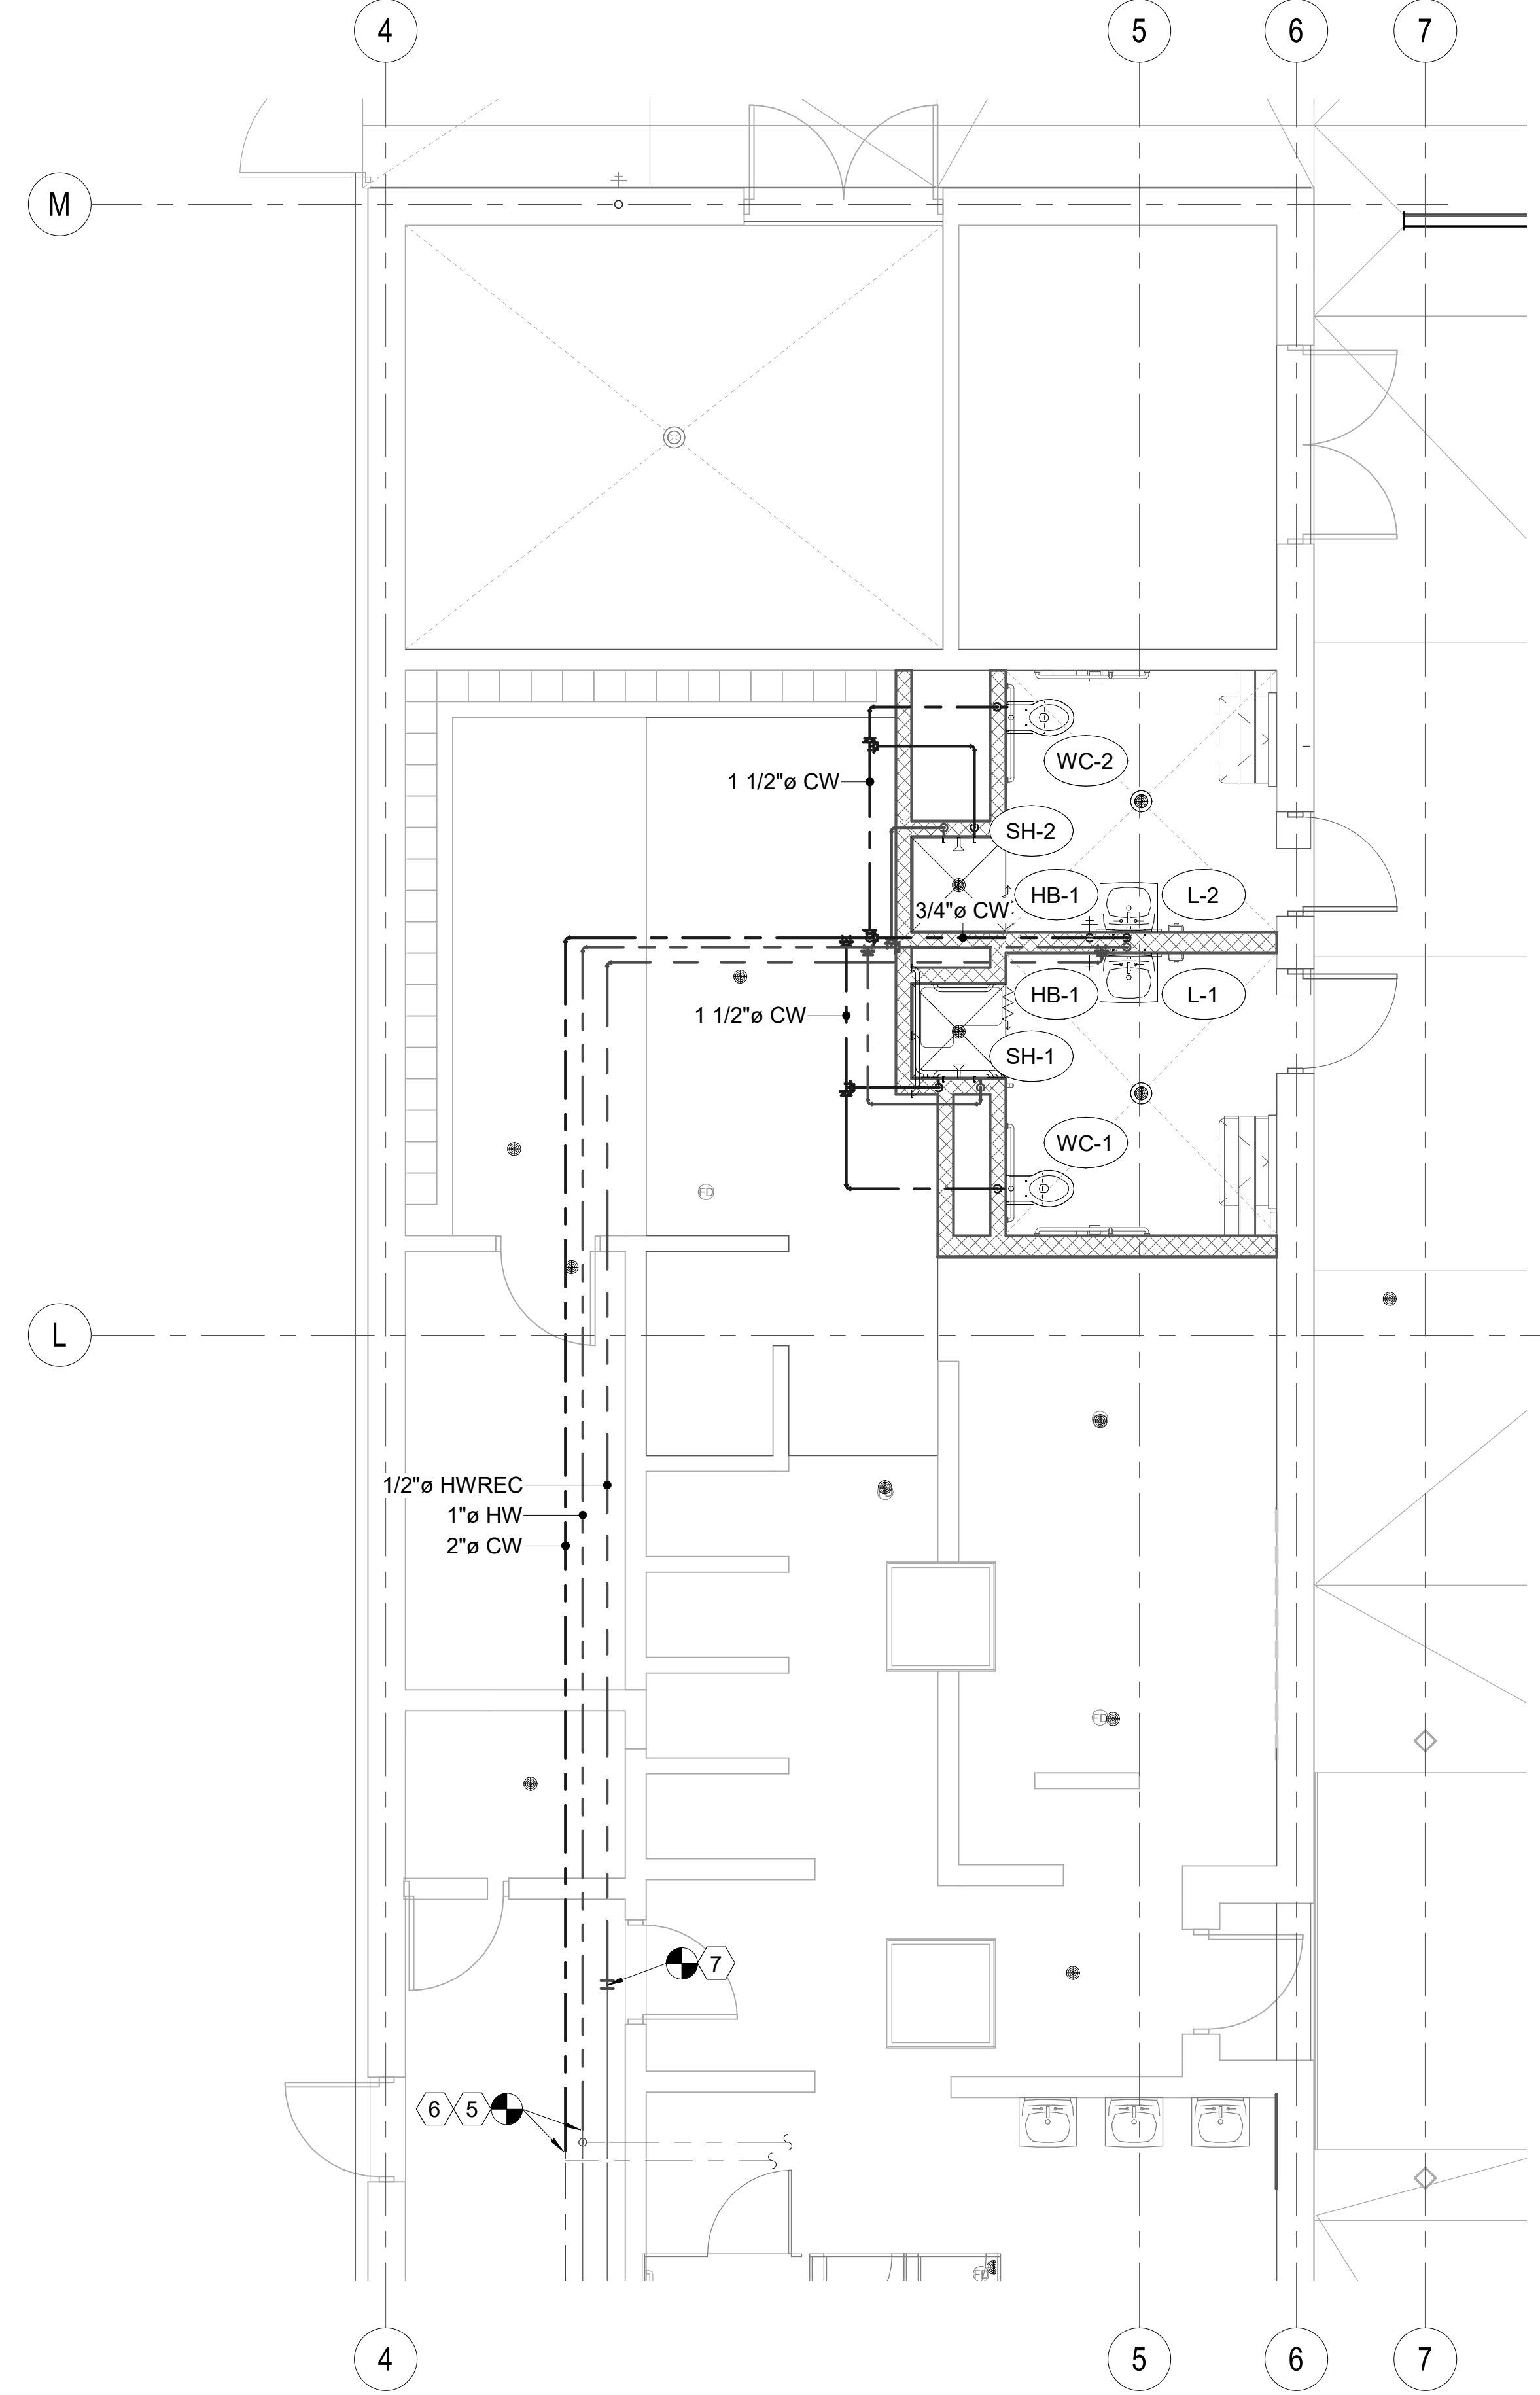 4
5
6
7
M
WC-2
1 1/2"ø CW
SH-2
HB-1
L-2
3/4"ø CW
HB-1
L-1
1 1/2"ø CW
SH-1
WC-1
FD
L
1/2"ø HWREC
1"ø HW
2"ø CW
FD
7
6
5
FD
4
5
6
7